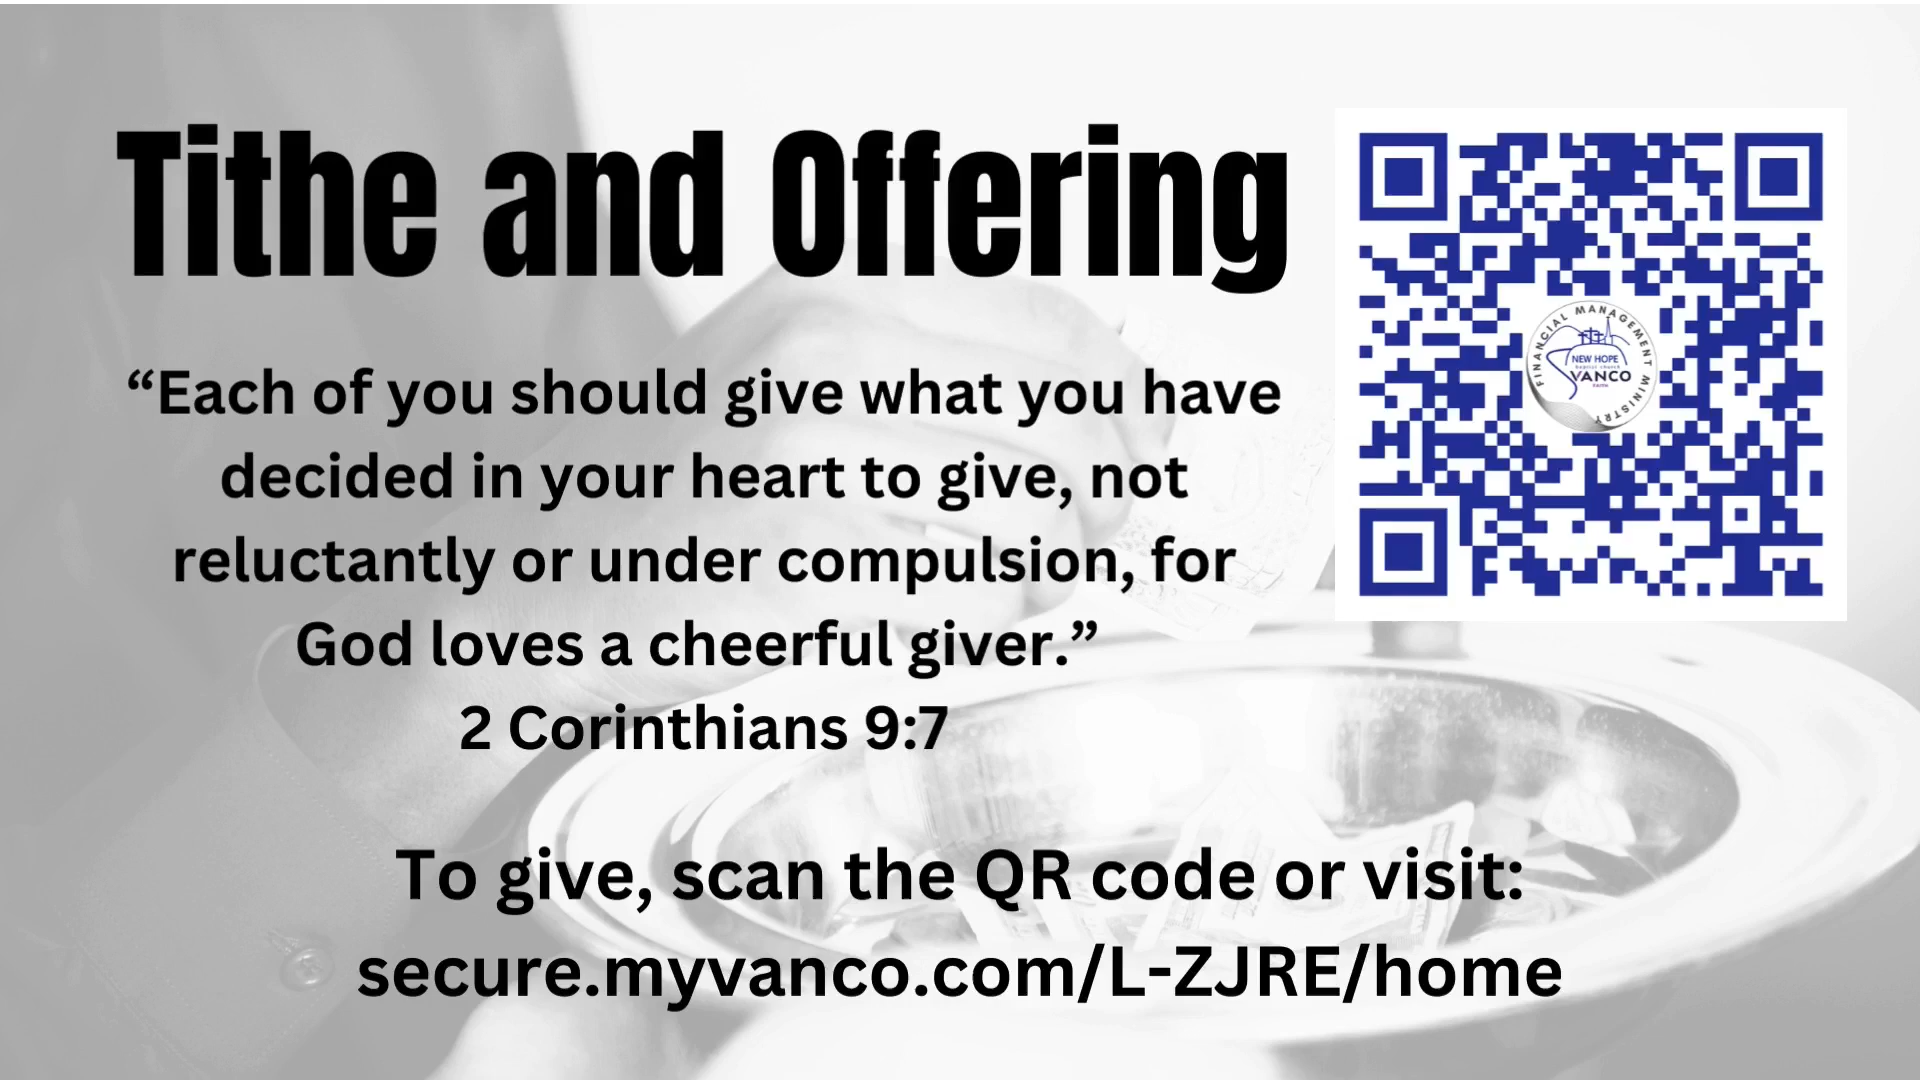 Tithe and Offering
“Each of you should give what you have
decided in your heart to give, not
reluctantly or under compulsion, for
God loves a cheerful giver.”
2 Corinthians 9:7
FINANCIAL MANAGEMENT MINISTRY
NEW HOPE
baptist church
VANCO
To give, scan the QR code or visit:
secure.myvanco.com/L-ZJRE/home